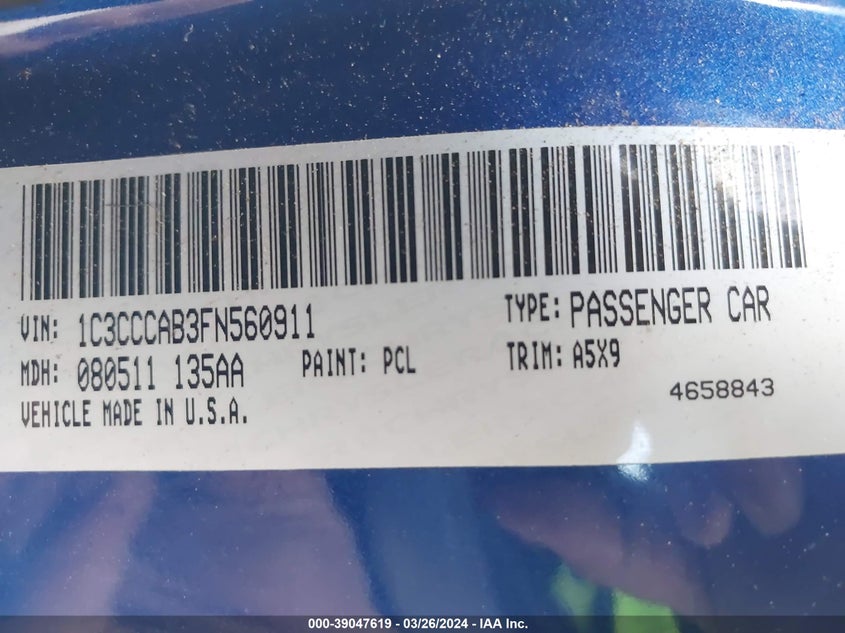 VIN: 1C3CCCAB3FN560911 TYPE: PASSENGER CAR
MDH: 080511 135AA PAINT: PCL TRIM: A5X9
VEHICLE MADE IN U.S.A. 4658843
000-39047619 - 03/26/2024 - IAA Inc.